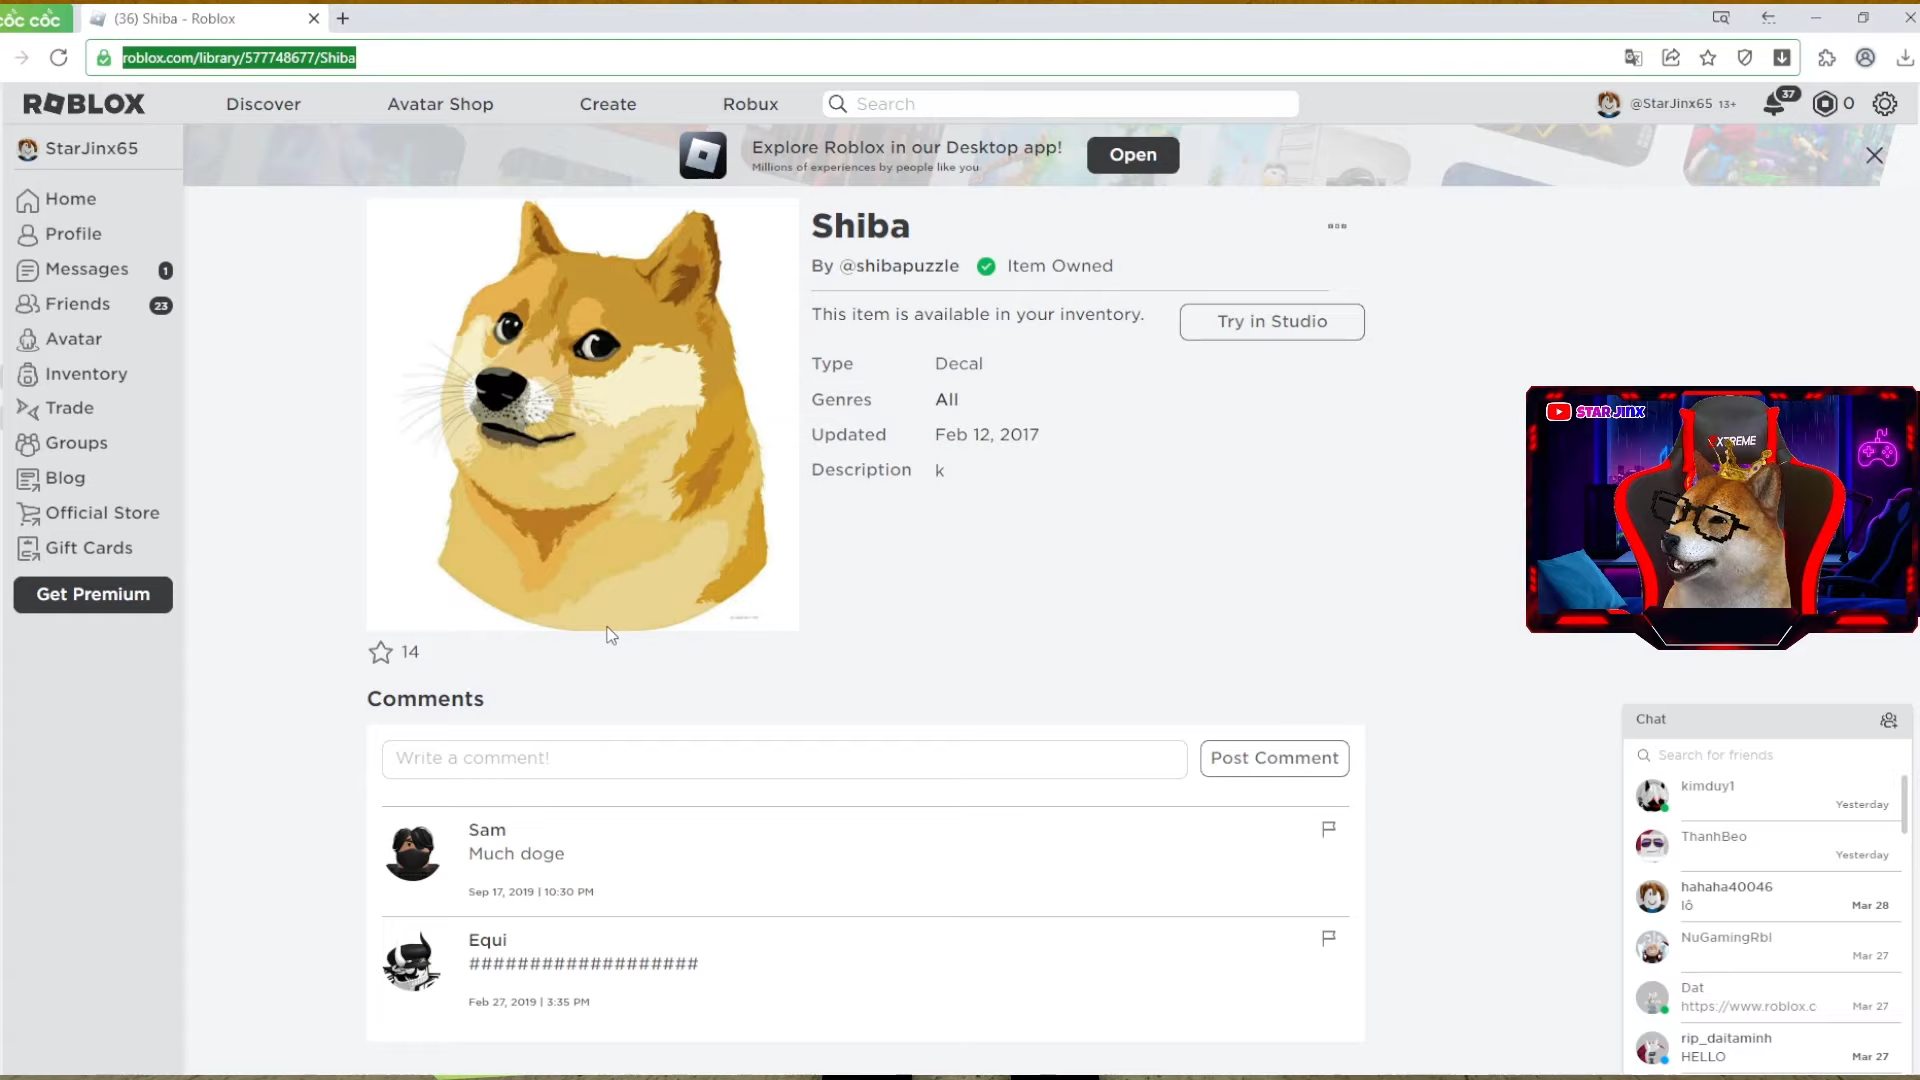 cốc cốc
(36) Shiba - Roblox
roblox.com/library/577748677/Shiba
ROBLOX
Discover
Avatar Shop
Create
Robux
Search
@StarJinx65 13+
37
0
StarJinx65
Explore Roblox in our Desktop app!
Millions of experiences by people like you
Open
Home
Profile
Messages 1
Friends 23
Avatar
Inventory
Trade
Groups
Blog
Official Store
Gift Cards
Get Premium
Shiba
By @shibapuzzle Item Owned
This item is available in your inventory.
Try in Studio
Type Decal
Genres All
Updated Feb 12, 2017
Description k
STAR JINX
XTREME
14
Comments
Write a comment!
Post Comment
Sam
Much doge
Sep 17, 2019 | 10:30 PM
Equi
###################
Feb 27, 2019 | 3:35 PM
Chat
Search for friends
kimduy1
Yesterday
ThanhBeo
Yesterday
hahaha40046
lô Mar 28
NuGamingRbl
Mar 27
Dat
https://www.roblox.c Mar 27
rip_daitaminh
HELLO Mar 27